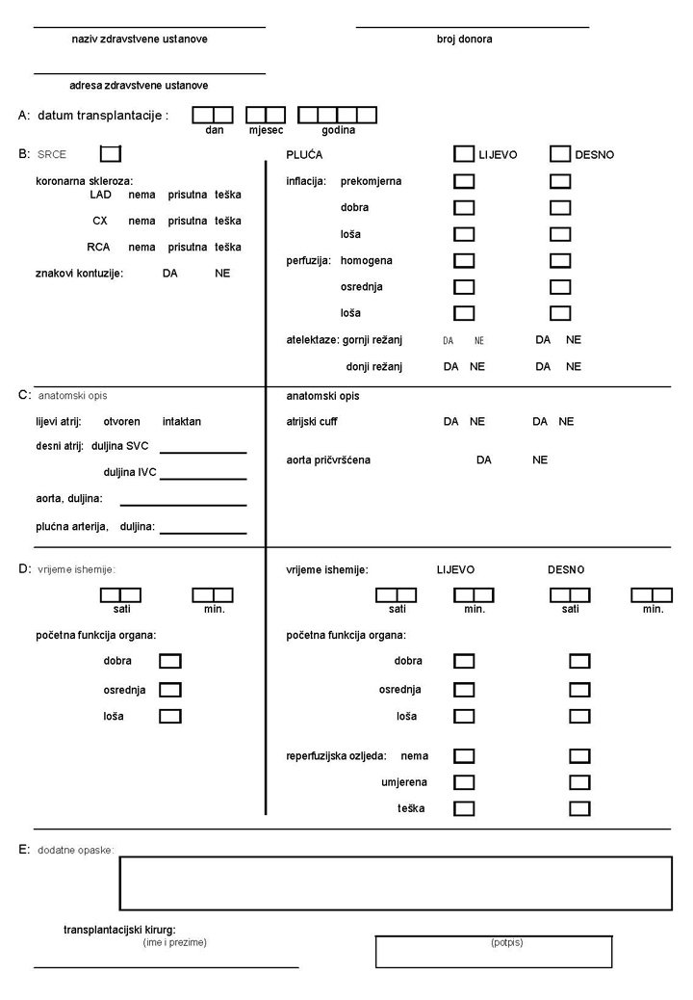 naziv zdravstvene ustanove broj donora
adresa zdravstvene ustanove
A: datum transplantacije :
dan mjesec godina
B: SRCE PLUĆA LIJEVO DESNO
koronarna skleroza: inflacija: prekomjerna
LAD nema prisutna teška
dobra
CX nema prisutna teška
loša
RCA nema prisutna teška
perfuzija: homogena
znakovi kontuzije: DA NE
osrednja
loša
atelektaze: gornji režanj DA NE DA NE
donji režanj DA NE DA NE
C: anatomski opis anatomski opis
lijevi atrij: otvoren intaktan atrijski cuff DA NE DA NE
desni atrij: duljina SVC
aorta pričvršćena DA NE
duljina IVC
aorta, duljina:
plućna arterija, duljina:
D: vrijeme ishemije: vrijeme ishemije: LIJEVO DESNO
sati min. sati min. sati min.
početna funkcija organa: početna funkcija organa:
dobra dobra
osrednja osrednja
loša loša
reperfuzijska ozljeda: nema
umjerena
teška
E: dodatne opaske:
transplantacijski kirurg:
(ime i prezime) (potpis)